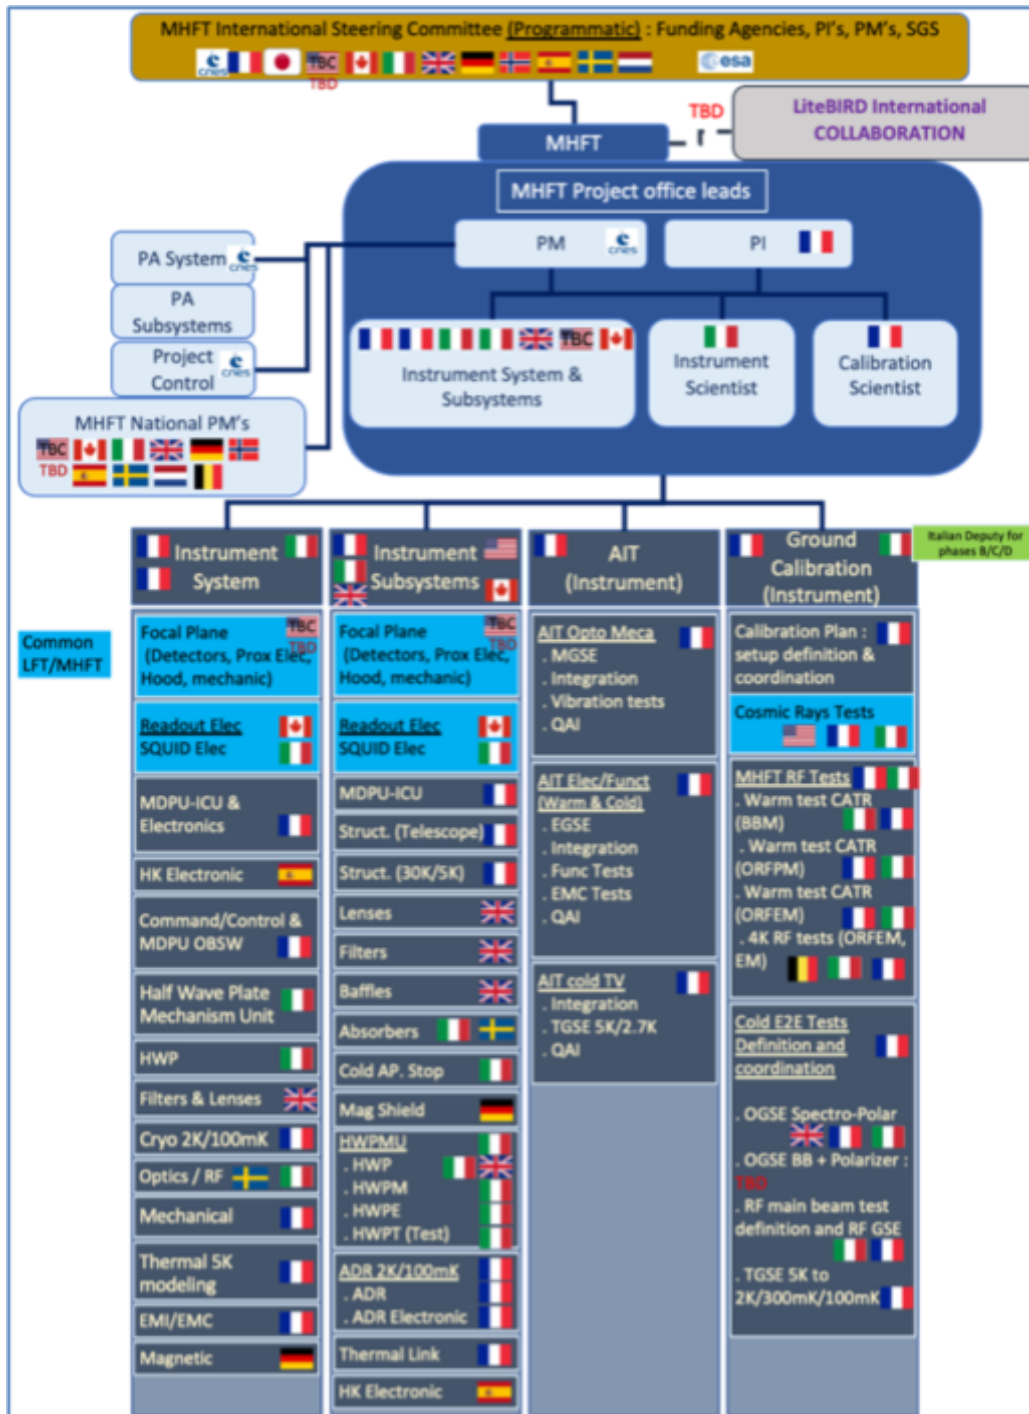 MHFT International Steering Committee (Programmatic) : Funding Agencies, PI's, PM's, SGS
cnes
TBC
TBD
esa
MHFT
TBD
LiteBIRD International
COLLABORATION
MHFT Project office leads
PM
cnes
PI
PA System
cnes
PA
Subsystems
Project
Control
cnes
TBC
Instrument System &
Subsystems
Instrument
Scientist
Calibration
Scientist
MHFT National PM's
TBC
TBD
Instrument
System
Instrument
Subsystems
AIT
(Instrument)
Ground
Calibration
(Instrument)
Italian Deputy for
phases B/C/D
Common
LFT/MHFT
Focal Plane
TBC
TBD
(Detectors, Prox Elec,
Hood, mechanic)
Readout Elec
SQUID Elec
MDPU-ICU &
Electronics
HK Electronic
Command/Control &
MDPU OBSW
Half Wave Plate
Mechanism Unit
HWP
Filters & Lenses
Cryo 2K/100mK
Optics / RF
Mechanical
Thermal 5K
modeling
EMI/EMC
Magnetic
Focal Plane
TBC
TBD
(Detectors, Prox Elec,
Hood, mechanic)
Readout Elec
SQUID Elec
MDPU-ICU
Struct. (Telescope)
Struct. (30K/5K)
Lenses
Filters
Baffles
Absorbers
Cold AP. Stop
Mag Shield
HWPMU
. HWP
. HWPM
. HWPE
. HWPT (Test)
ADR 2K/100mK
. ADR
. ADR Electronic
Thermal Link
HK Electronic
AIT Opto Meca
. MGSE
. Integration
. Vibration tests
. QAI
AIT Elec/Funct
(Warm & Cold)
. EGSE
. Integration
. Func Tests
. EMC Tests
. QAI
AIT cold TV
. Integration
. TGSE 5K/2.7K
. QAI
Calibration Plan :
setup definition &
coordination
Cosmic Rays Tests
MHFT RF Tests
. Warm test CATR
(BBM)
. Warm test CATR
(ORFPM)
. Warm test CATR
(ORFEM)
. 4K RF tests (ORFEM,
EM)
Cold E2E Tests
Definition and
coordination
. OGSE Spectro-Polar
. OGSE BB + Polarizer :
TBD
. RF main beam test
definition and RF GSE
. TGSE 5K to
2K/300mK/100mK